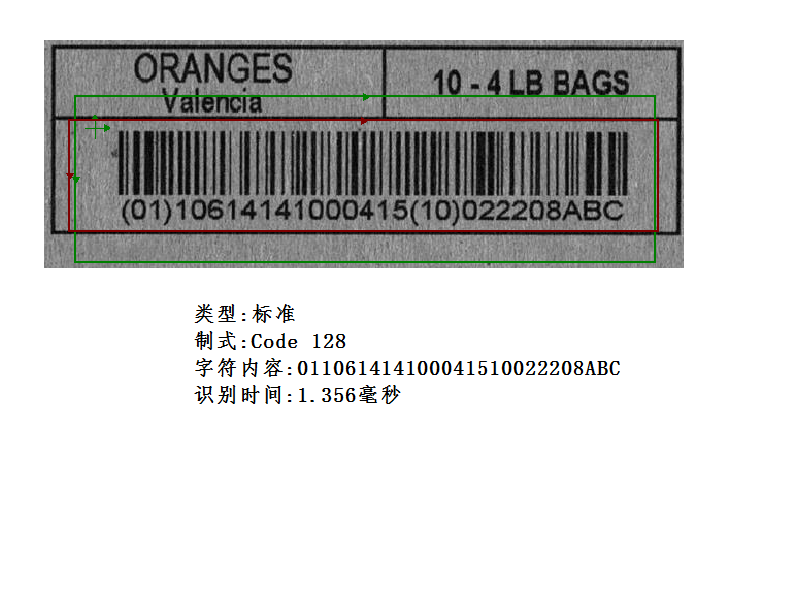 ORANGES
Valencia
10 - 4 LB BAGS
(01)10614141000415(10)022208ABC
类型:标准
制式:Code 128
字符内容:011061414100041510022208ABC
识别时间:1.356毫秒